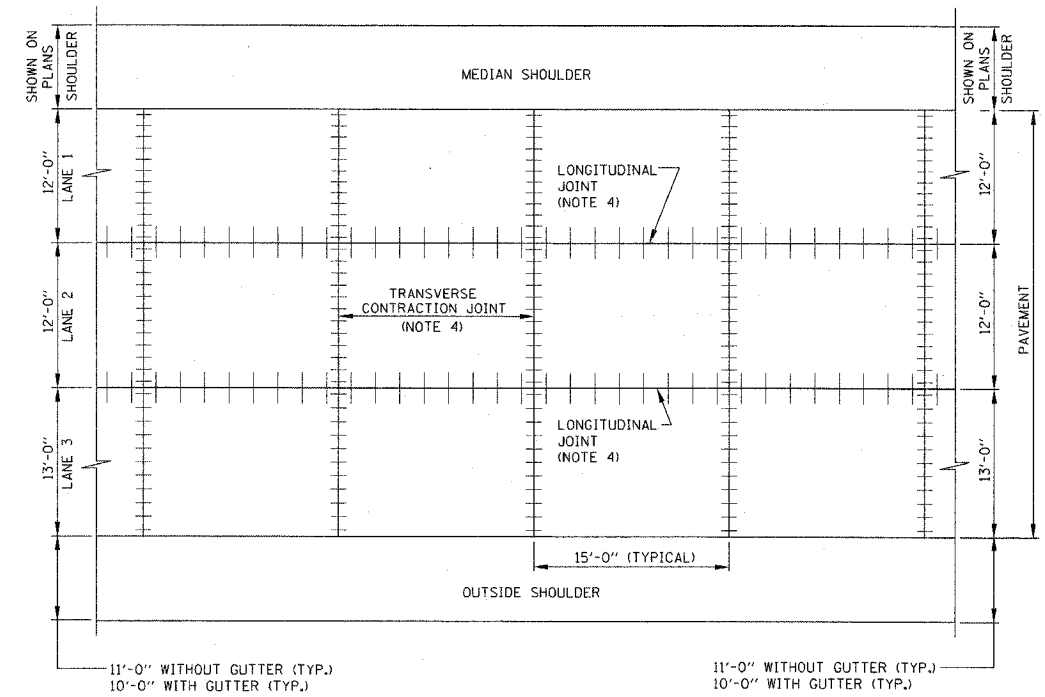 SHOWN ON
PLANS
SHOULDER
MEDIAN SHOULDER
SHOWN ON
PLANS
SHOULDER
12'-0"
LANE 1
LONGITUDINAL
JOINT
(NOTE 4)
12'-0"
12'-0"
LANE 2
TRANSVERSE
CONTRACTION JOINT
(NOTE 4)
12'-0"
PAVEMENT
13'-0"
LANE 3
LONGITUDINAL
JOINT
(NOTE 4)
13'-0"
15'-0" (TYPICAL)
OUTSIDE SHOULDER
11'-0" WITHOUT GUTTER (TYP.)
10'-0" WITH GUTTER (TYP.)
11'-0" WITHOUT GUTTER (TYP.)
10'-0" WITH GUTTER (TYP.)